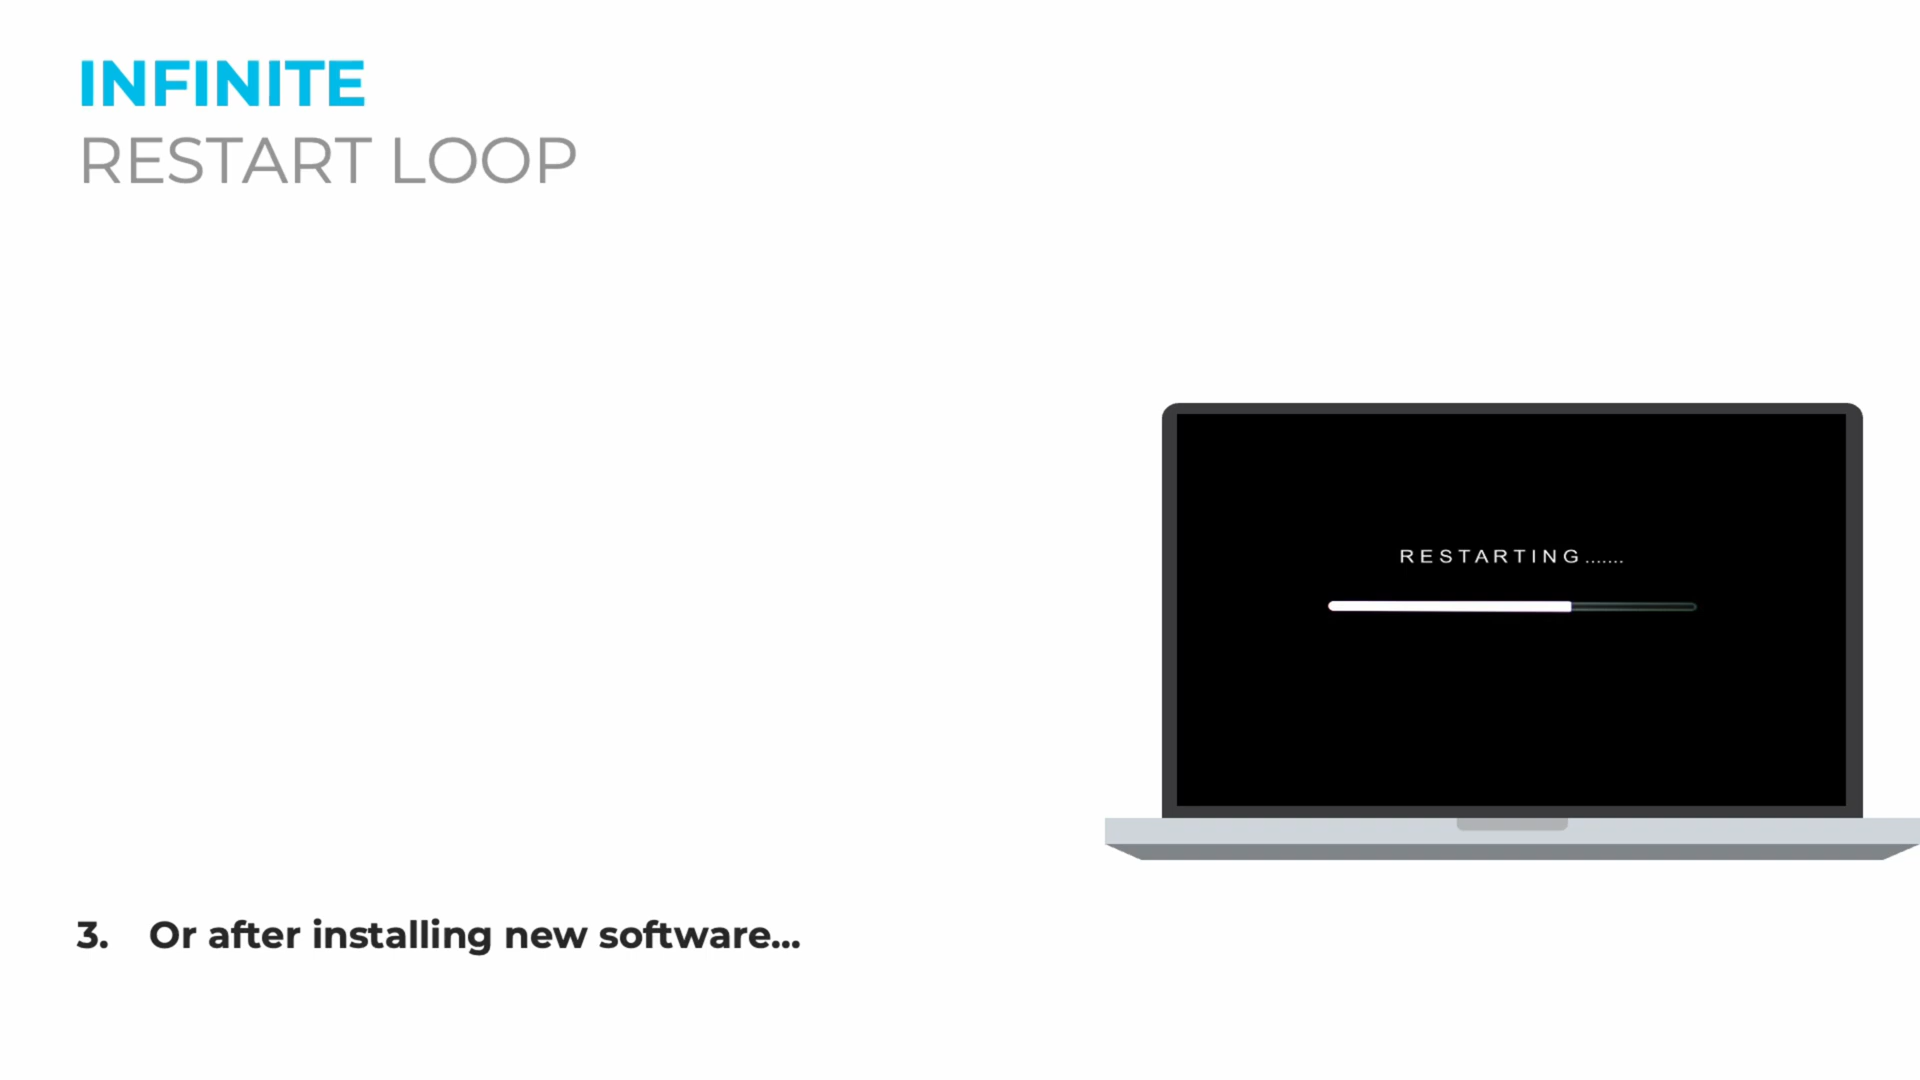 INFINITE
RESTART LOOP
RESTARTING.......
3. Or after installing new software...